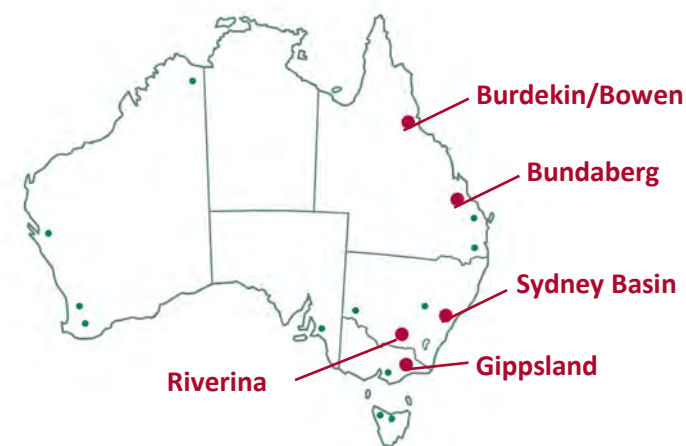 Burdekin/Bowen
Bundaberg
Sydney Basin
Riverina
Gippsland